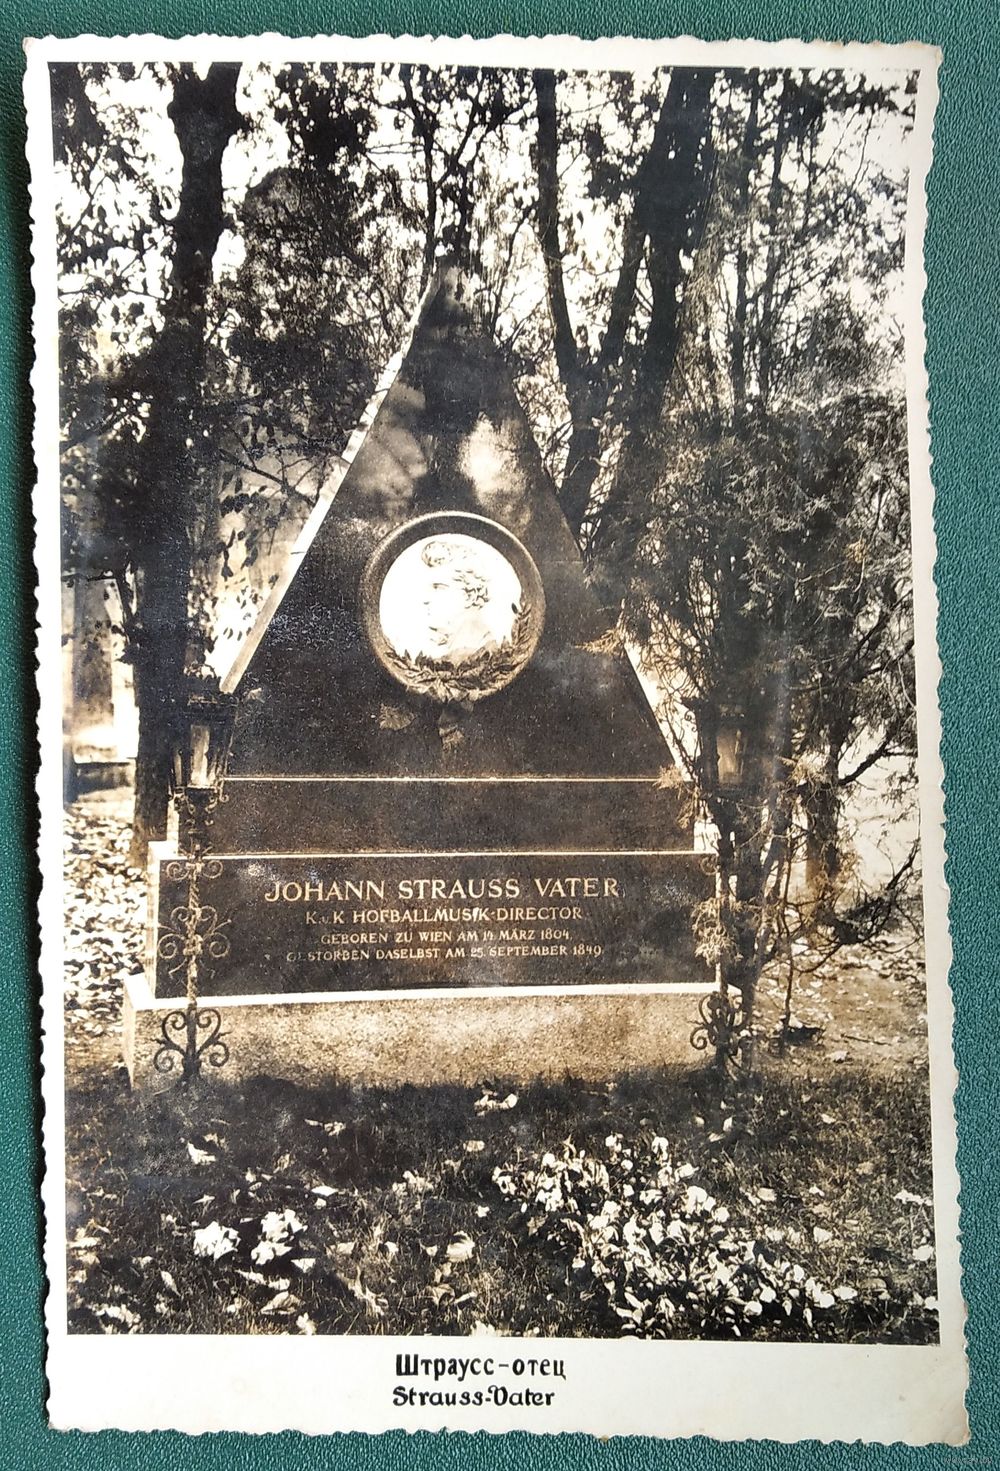 JOHANN STRAUSS VATER
K.u.K HOFBALLMUSIK-DIRECTOR
GEBOREN ZU WIEN AM 14. MÄRZ 1804.
GESTORBEN DASELBST AM 25. SEPTEMBER 1849.
Штраусс-отец
Strauss-Vater